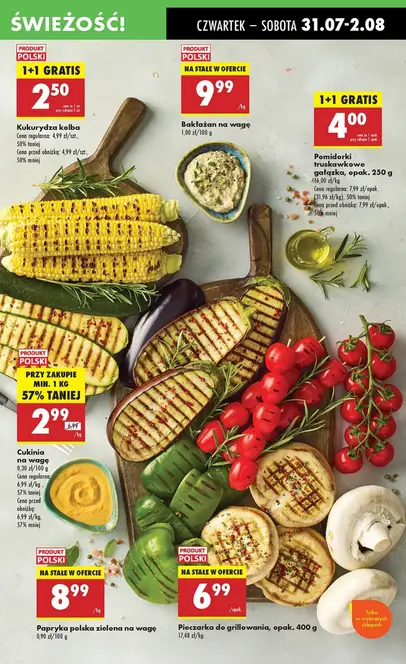 ŚWIEŻOŚĆ!
CZWARTEK – SOBOTA 31.07-2.08
PRODUKT
POLSKI
1+1 GRATIS
2 50
Kukurydza kolba
Cena regularna: 4,99 zł/szt.,
50% taniej
Cena przed obniżką: 4,99 zł/szt.,
50% mniej
PRODUKT
POLSKI
NA STAŁE W OFERCIE
9 99
/kg
Bakłażan na wagę
1,00 zł/100 g
PRODUKT
POLSKI
1+1 GRATIS
4 00
Pomidorki
truskawkowe
gałązka, opak. 250 g
16,00 zł/kg
Cena regularna: 7,99 zł/opak.
(31,96 zł/kg), 50% taniej
Cena przed obniżką: 7,99 zł/opak.,
50% mniej
PRODUKT
POLSKI
PRZY ZAKUPIE
MIN. 1 KG
57% TANIEJ
2 99
6,99
/kg
Cukinia
na wagę
0,30 zł/100 g
Cena regularna:
6,99 zł/kg,
57% taniej
Cena przed
obniżką:
6,99 zł/kg,
57% mniej
PRODUKT
POLSKI
NA STAŁE W OFERCIE
8 99
/kg
Papryka polska zielona na wagę
0,90 zł/100 g
PRODUKT
POLSKI
NA STAŁE W OFERCIE
6 99
/opak.
Pieczarka do grillowania, opak. 400 g
17,48 zł/kg
Tylko
w wybranych
sklepach